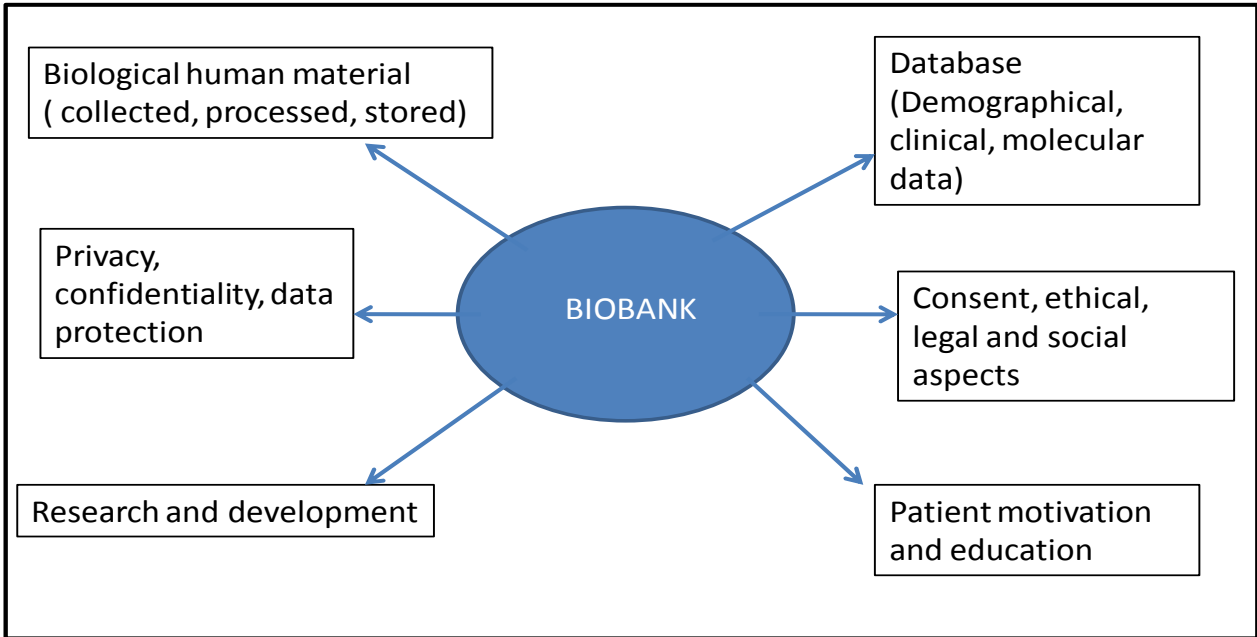 Biological human material
( collected, processed, stored)
Database
(Demographical,
clinical, molecular
data)
Privacy,
confidentiality, data
protection
BIOBANK
Consent, ethical,
legal and social
aspects
Research and development
Patient motivation
and education